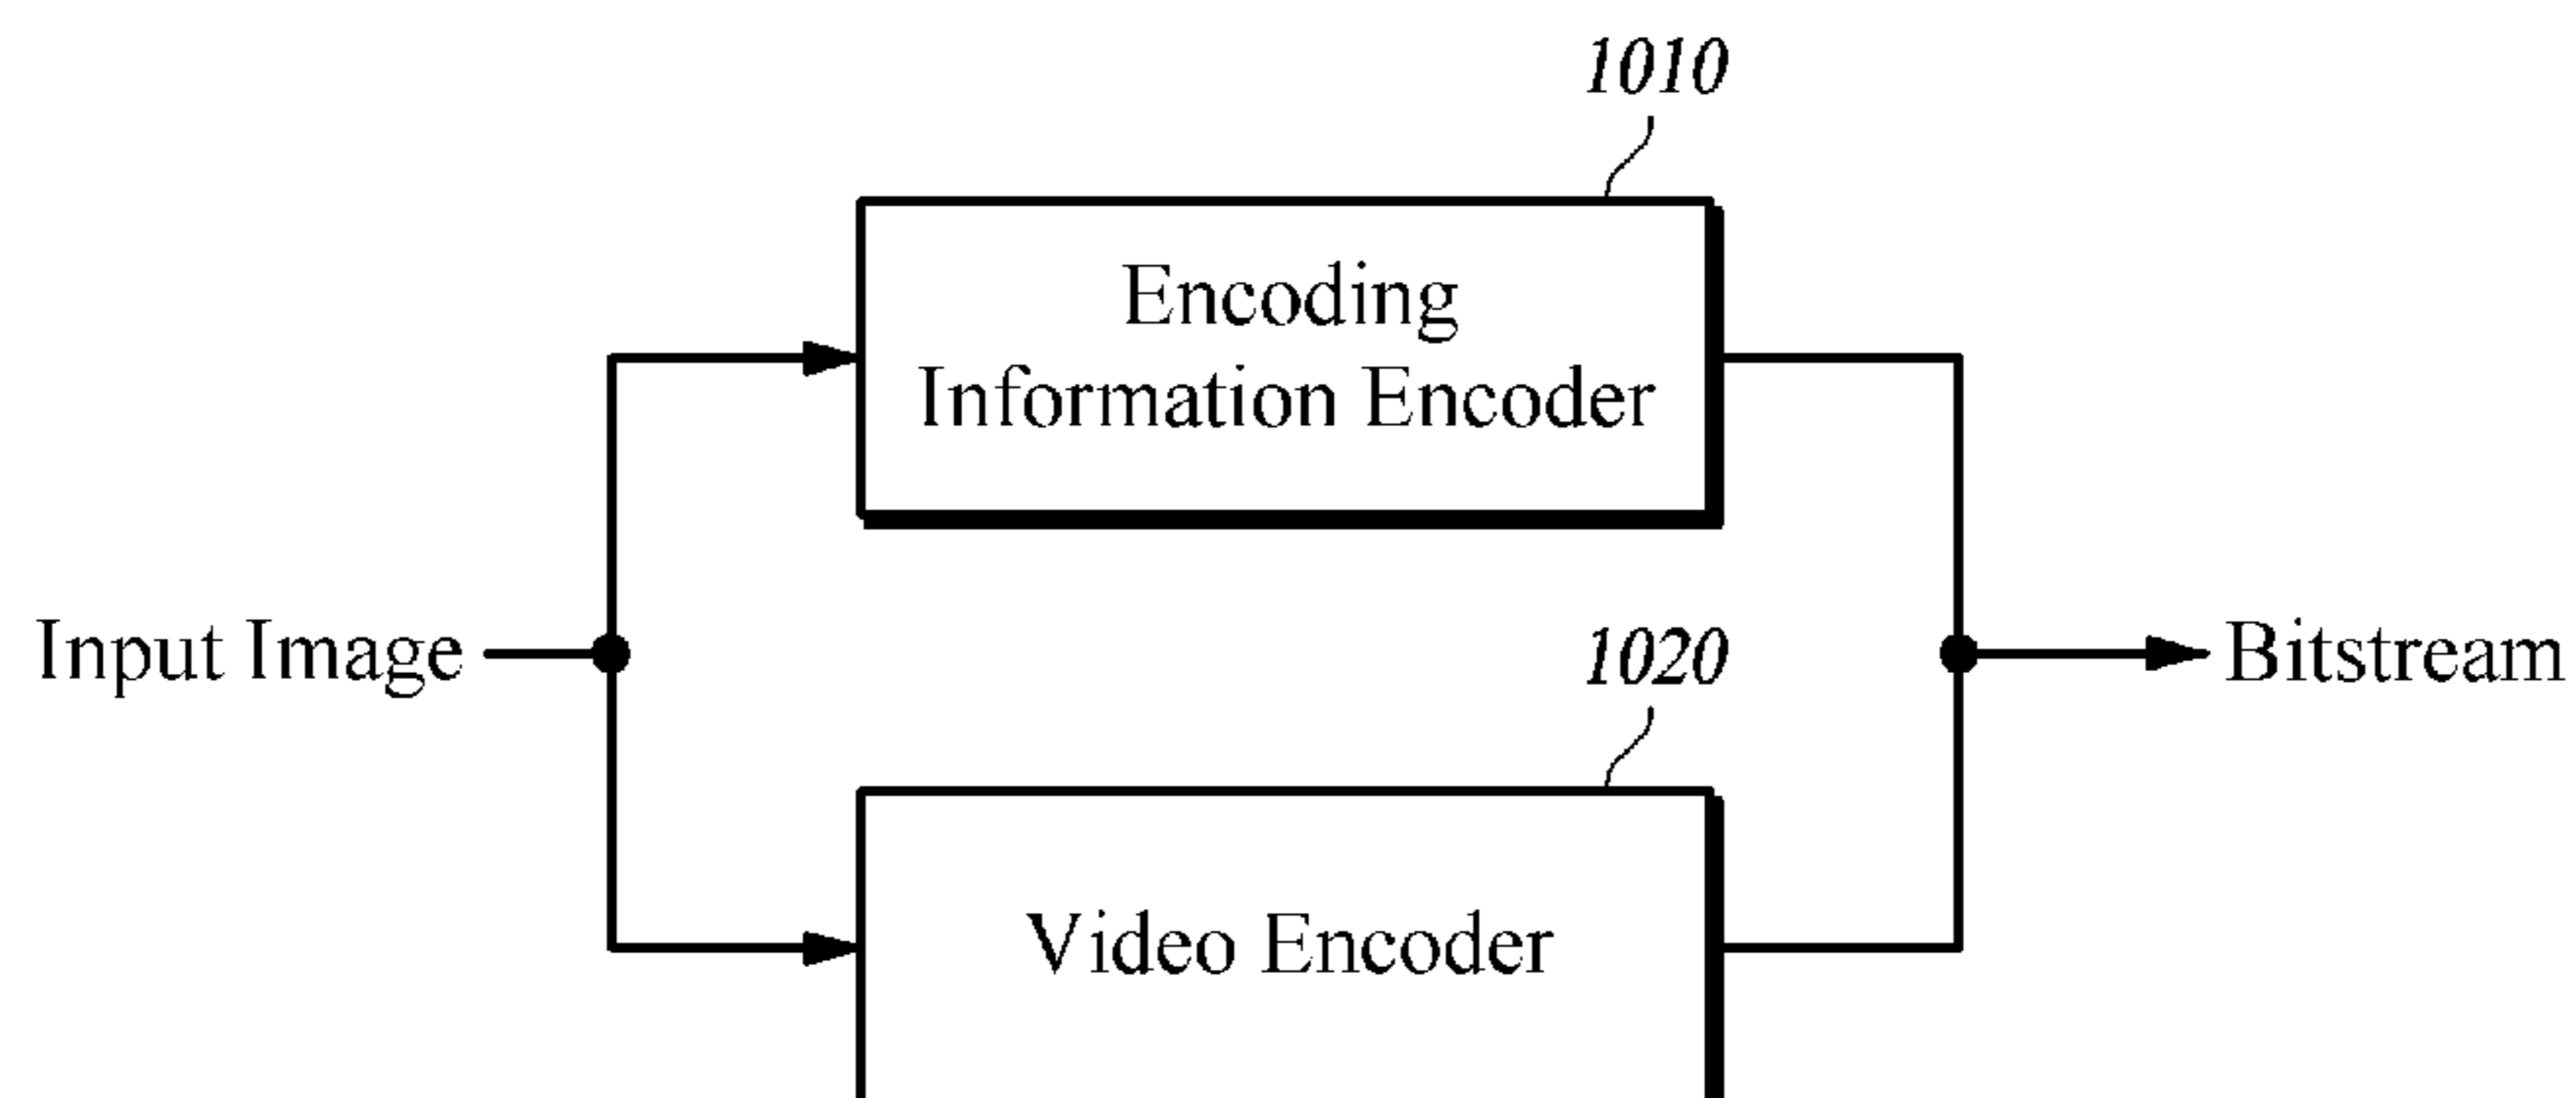 1010
Encoding
Information Encoder
Input Image
1020
Bitstream
Video Encoder